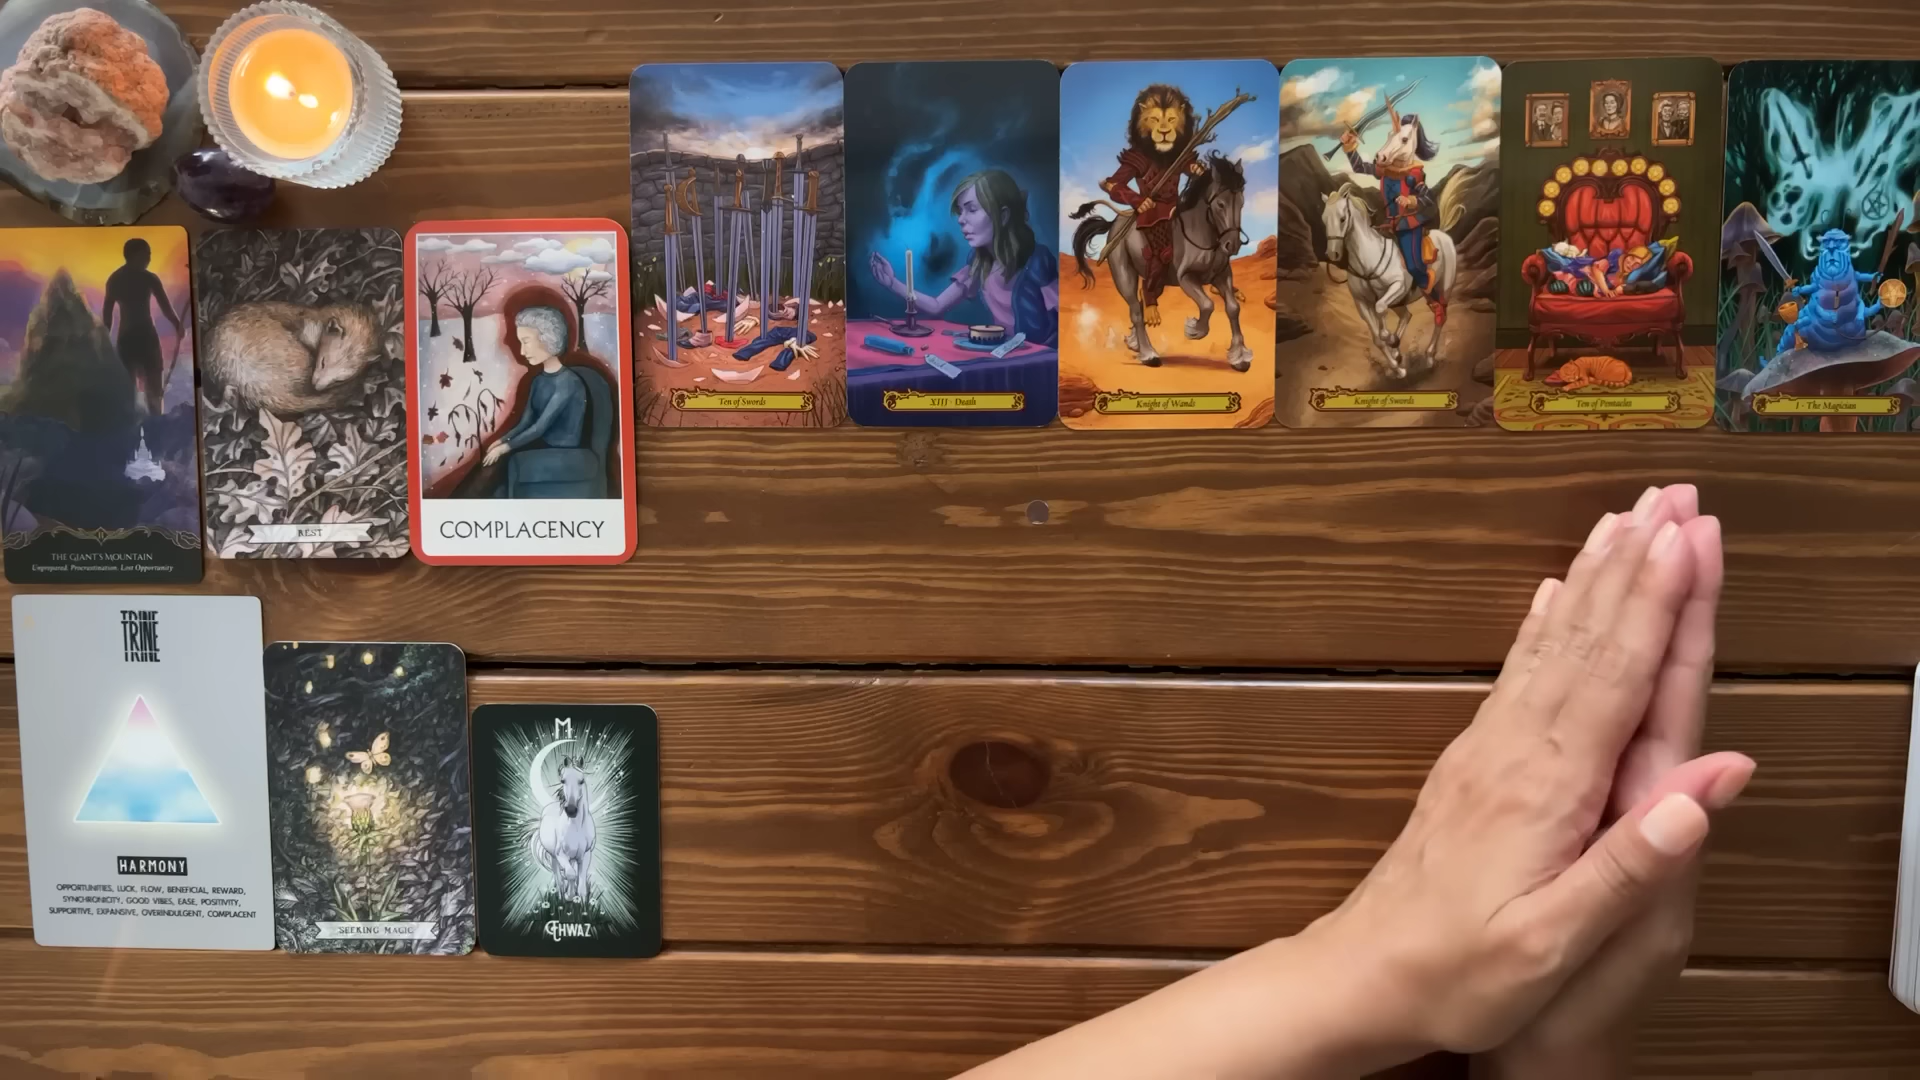 Ten of Swords
XIII - Death
Knight of Wands
Knight of Swords
Ten of Pentacles
I - The Magician
II
THE GIANT'S MOUNTAIN
Unprepared. Procrastination. Lost Opportunity
REST
COMPLACENCY
TRINE
HARMONY
OPPORTUNITIES, LUCK, FLOW, BENEFICIAL, REWARD,
SYNCHRONICITY, GOOD VIBES, EASE, POSITIVITY,
SUPPORTIVE, EXPANSIVE, OVERINDULGENT, COMPLACENT
SEEKING MAGIC
EHWAZ